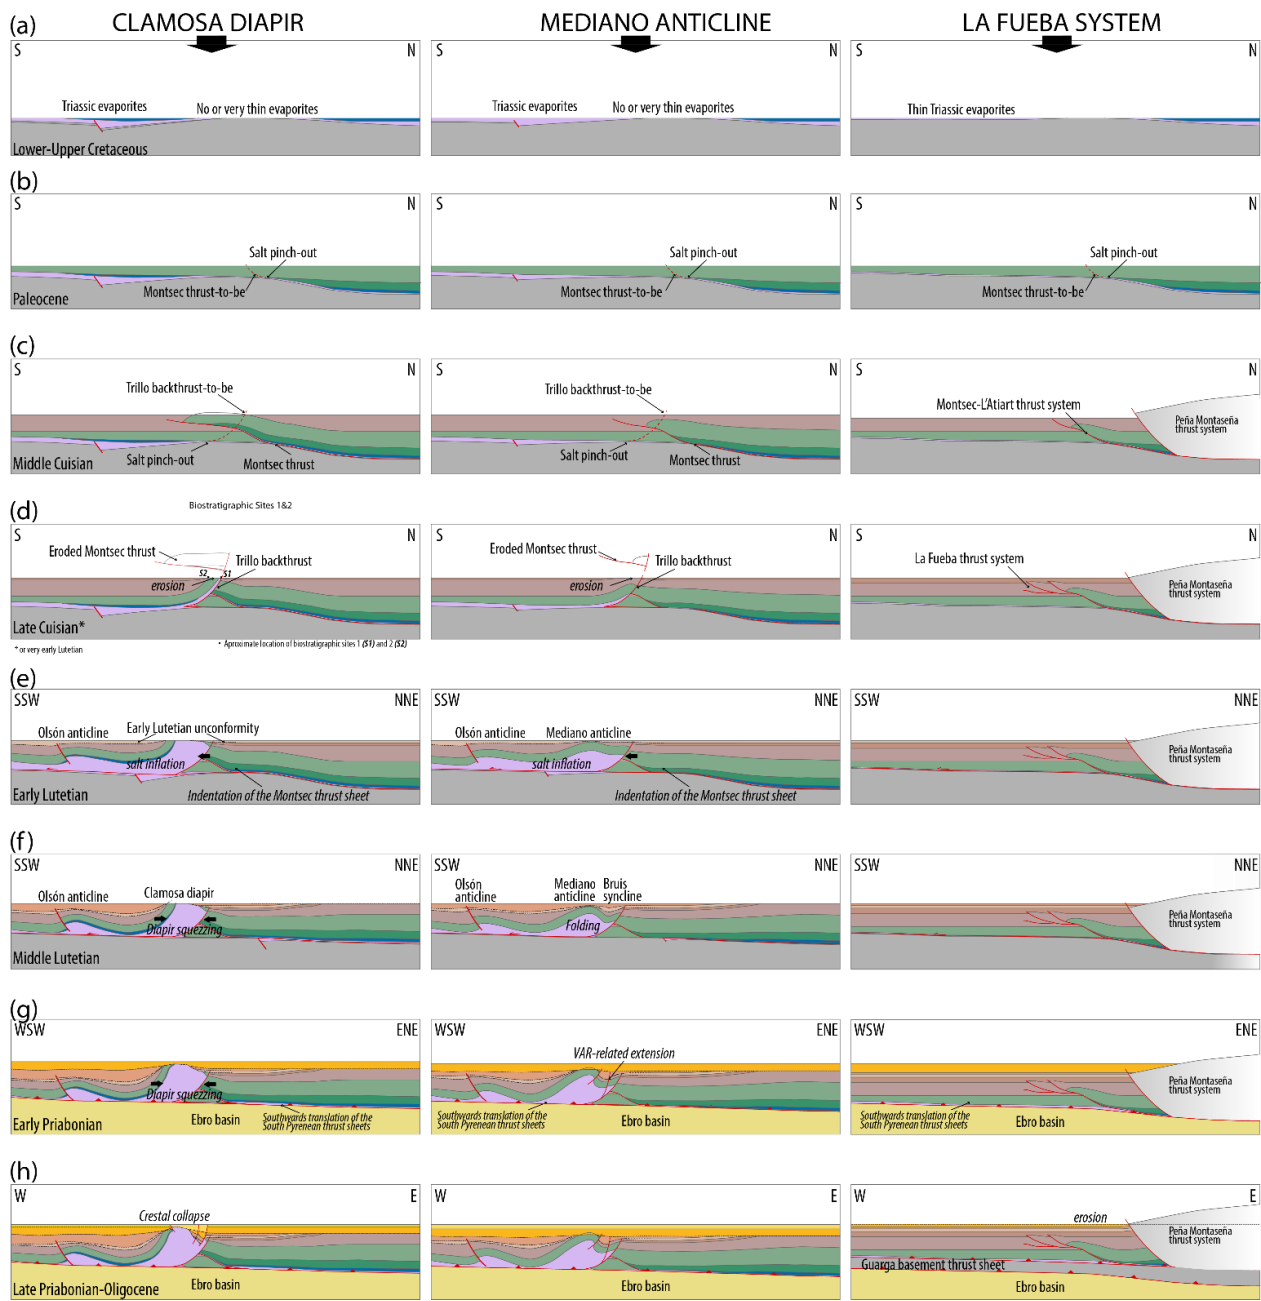 (a)
CLAMOSA DIAPIR
MEDIANO ANTICLINE
LA FUEBA SYSTEM
S
N
S
N
S
N
Triassic evaporites
No or very thin evaporites
Triassic evaporites
No or very thin evaporites
Thin Triassic evaporites
Lower-Upper Cretaceous
(b)
S
N
S
N
S
N
Salt pinch-out
Salt pinch-out
Salt pinch-out
Montsec thrust-to-be
Montsec thrust-to-be
Montsec thrust-to-be
Paleocene
(c)
S
N
S
N
S
N
Trillo backthrust-to-be
Trillo backthrust-to-be
Montsec-L'Atiart thrust system
Peña Montaseña
thrust system
Salt pinch-out
Montsec thrust
Salt pinch-out
Montsec thrust
Middle Cuisian
(d)
Biostratigraphic Sites 1&2
S
N
S
N
S
N
Eroded Montsec thrust
Trillo backthrust
Eroded Montsec thrust
Trillo backthrust
La Fueba thrust system
S2
S1
erosion
erosion
Peña Montaseña
thrust system
Late Cuisian*
* or very early Lutetian
* Aproximate location of biostratigraphic sites 1 (S1) and 2 (S2)
(e)
SSW
NNE
SSW
NNE
SSW
NNE
Olsón anticline
Early Lutetian unconformity
Olsón anticline
Mediano anticline
Peña Montaseña
thrust system
salt inflation
salt inflation
Indentation of the Montsec thrust sheet
Indentation of the Montsec thrust sheet
Early Lutetian
(f)
SSW
NNE
SSW
NNE
SSW
NNE
Olsón anticline
Clamosa diapir
Olsón
anticline
Mediano
anticline
Bruis
syncline
Peña Montaseña
thrust system
Diapir squezzing
Folding
Middle Lutetian
(g)
WSW
ENE
WSW
ENE
WSW
ENE
VAR-related extension
Peña Montaseña
thrust system
Diapir squezzing
Southwards translation of the
South Pyrenean thrust sheets
Southwards translation of the
South Pyrenean thrust sheets
Southwards translation of the
South Pyrenean thrust sheets
Early Priabonian
Ebro basin
Ebro basin
Ebro basin
(h)
W
E
W
E
W
E
Crestal collapse
erosion
Peña Montaseña
thrust system
Guarga basement thrust sheet
Late Priabonian-Oligocene
Ebro basin
Ebro basin
Ebro basin